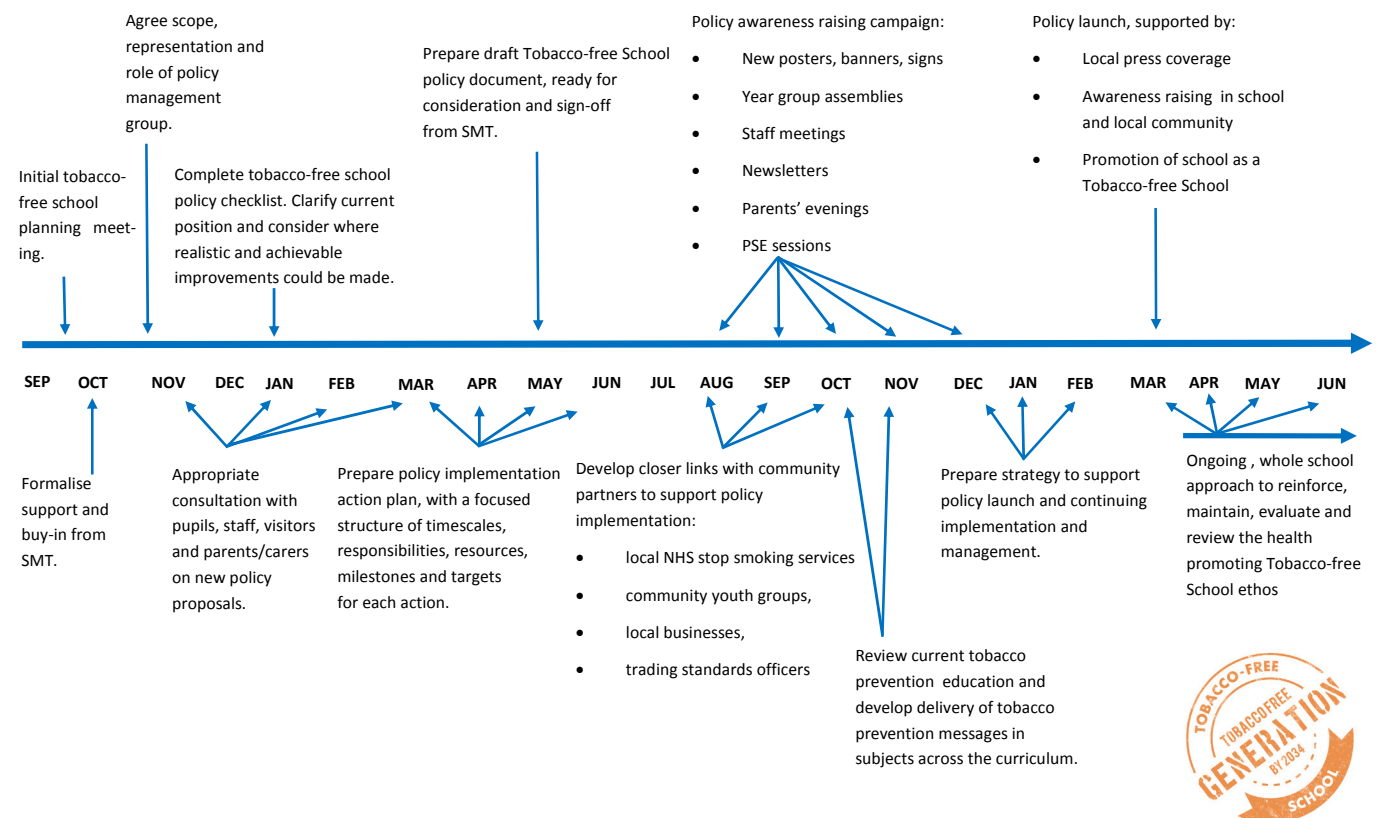 Agree scope,
representation and
role of policy
management
group.
Initial tobacco-
free school
planning meet-
ing.
Complete tobacco-free school
policy checklist. Clarify current
position and consider where
realistic and achievable
improvements could be made.
Prepare draft Tobacco-free School
policy document, ready for
consideration and sign-off
from SMT.
Policy awareness raising campaign:
• New posters, banners, signs
• Year group assemblies
• Staff meetings
• Newsletters
• Parents’ evenings
• PSE sessions
Policy launch, supported by:
• Local press coverage
• Awareness raising in school
and local community
• Promotion of school as a
Tobacco-free School
SEP OCT NOV DEC JAN FEB MAR APR MAY JUN JUL AUG SEP OCT NOV DEC JAN FEB MAR APR MAY JUN
Formalise
support and
buy-in from
SMT.
Appropriate
consultation with
pupils, staff, visitors
and parents/carers
on new policy
proposals.
Prepare policy implementation
action plan, with a focused
structure of timescales,
responsibilities, resources,
milestones and targets
for each action.
Develop closer links with community
partners to support policy
implementation:
• local NHS stop smoking services
• community youth groups,
• local businesses,
• trading standards officers
Review current tobacco
prevention education and
develop delivery of tobacco
prevention messages in
subjects across the curriculum.
Prepare strategy to support
policy launch and continuing
implementation and
management.
Ongoing , whole school
approach to reinforce,
maintain, evaluate and
review the health
promoting Tobacco-free
School ethos
TOBACCO-FREE
TOBACCO FREE
GENERATION
BY 2034
SCHOOL